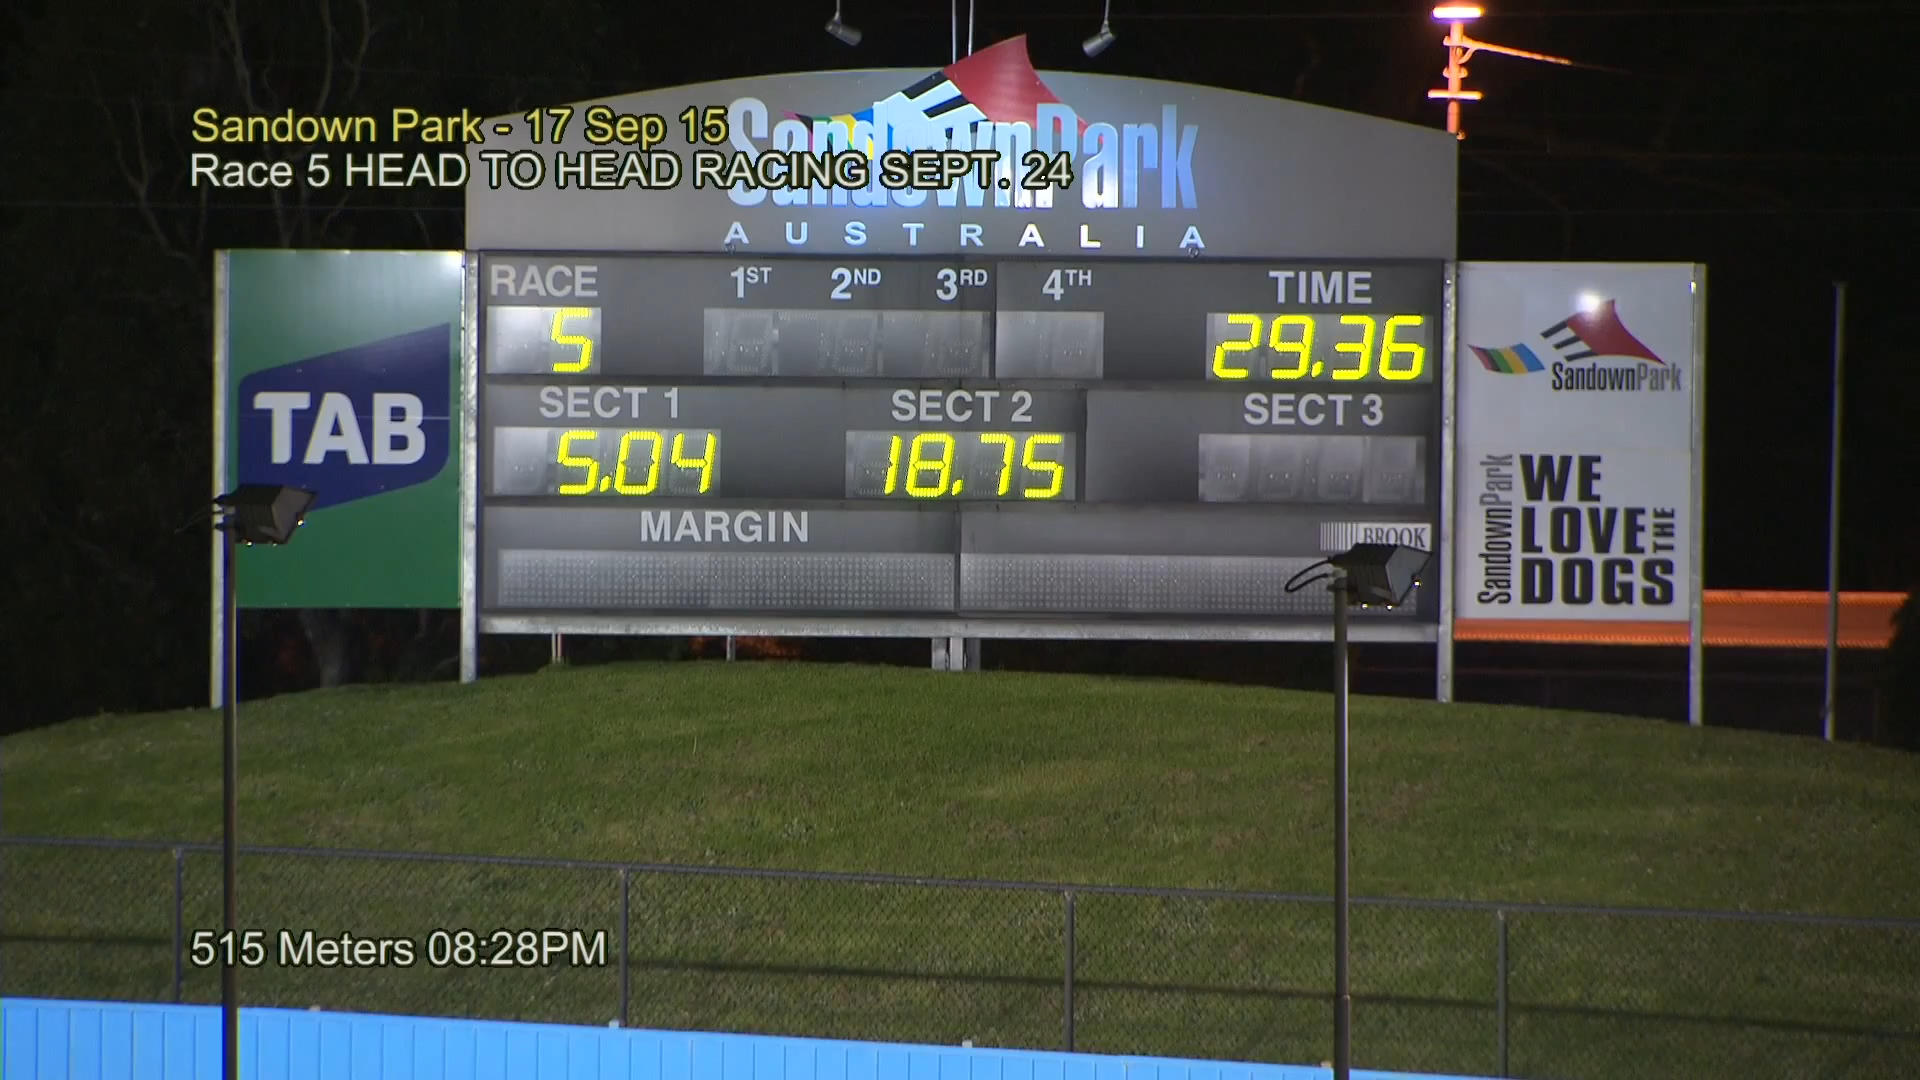 Sandown Park - 17 Sep 15
Race 5 HEAD TO HEAD RACING SEPT. 24
SandownPark
AUSTRALIA
RACE 1ST 2ND 3RD 4TH TIME
5 29.36
SECT 1 SECT 2 SECT 3
5.04 18.75
MARGIN
BROOK
TAB
SandownPark
SandownPark
WE
LOVE THE
DOGS
515 Meters 08:28PM